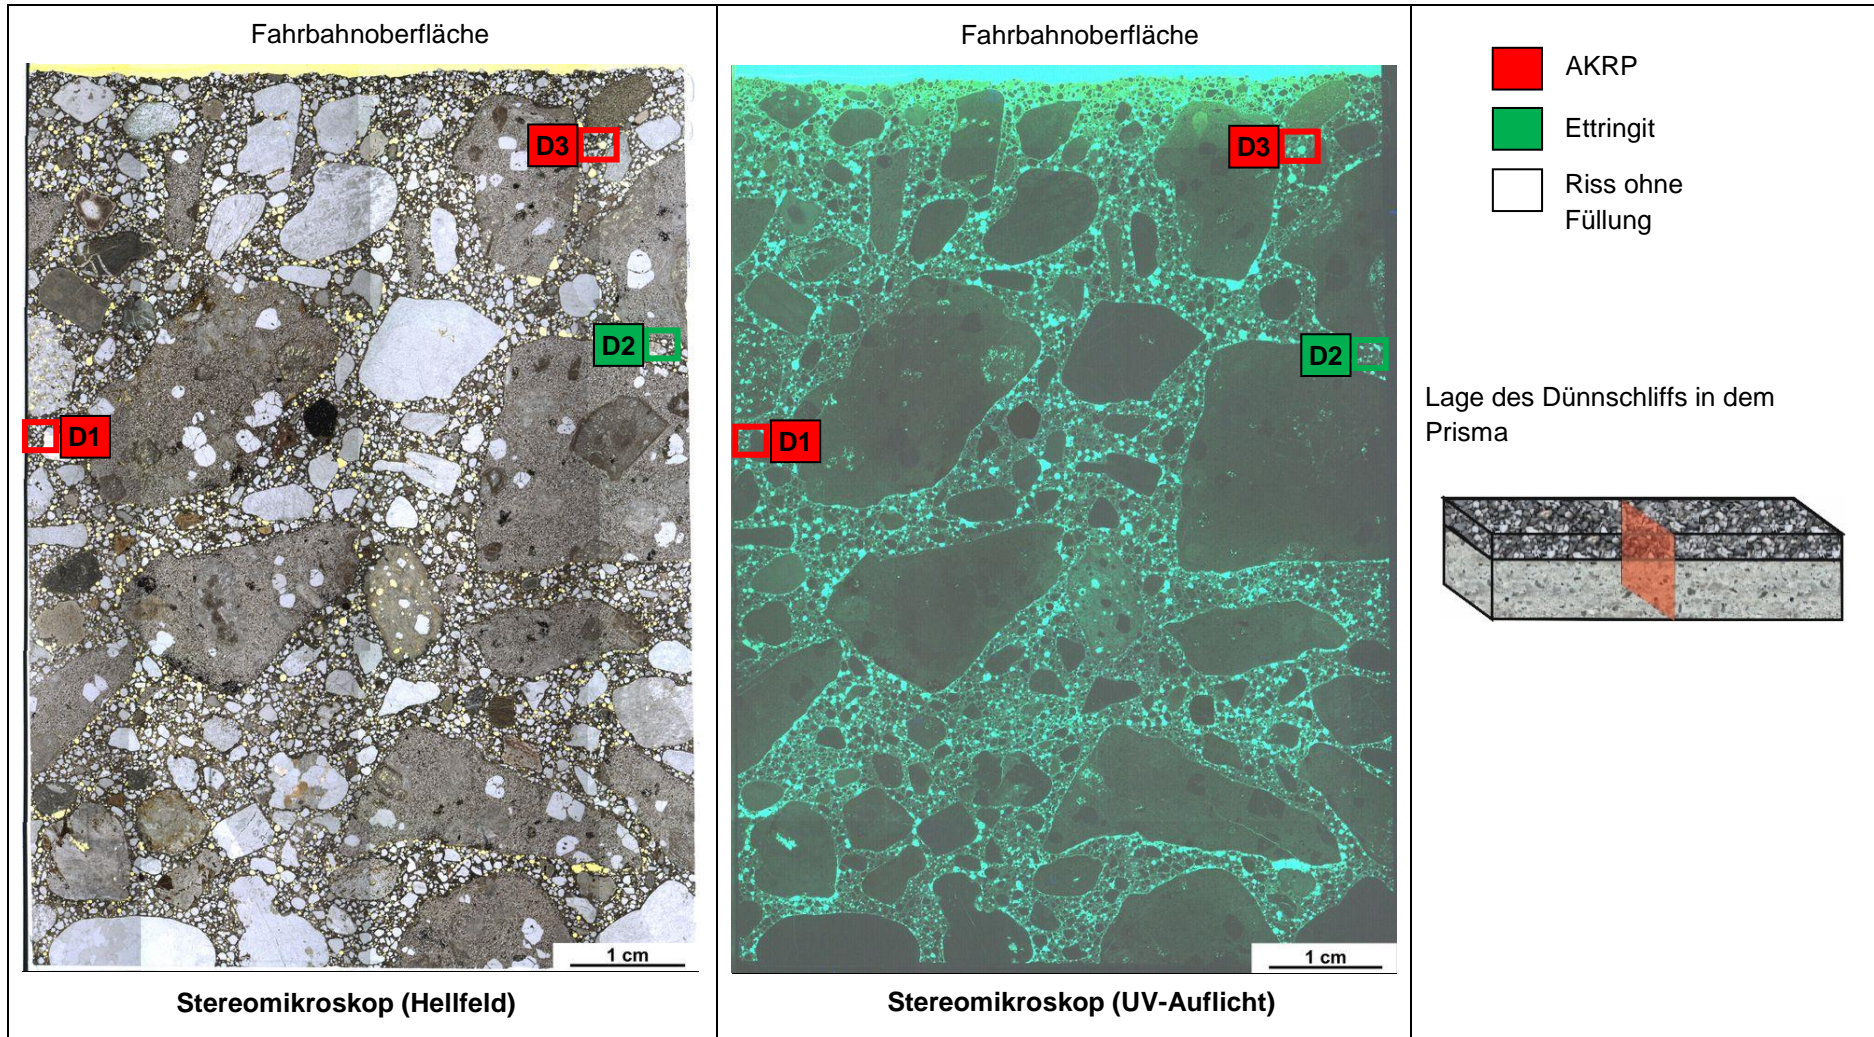 Fahrbahnoberfläche
D3
D2
D1
1 cm
Stereomikroskop (Hellfeld)
Fahrbahnoberfläche
D3
D2
D1
1 cm
Stereomikroskop (UV-Auflicht)
AKRP
Ettringit
Riss ohne
Füllung
Lage des Dünnschliffs in dem
Prisma